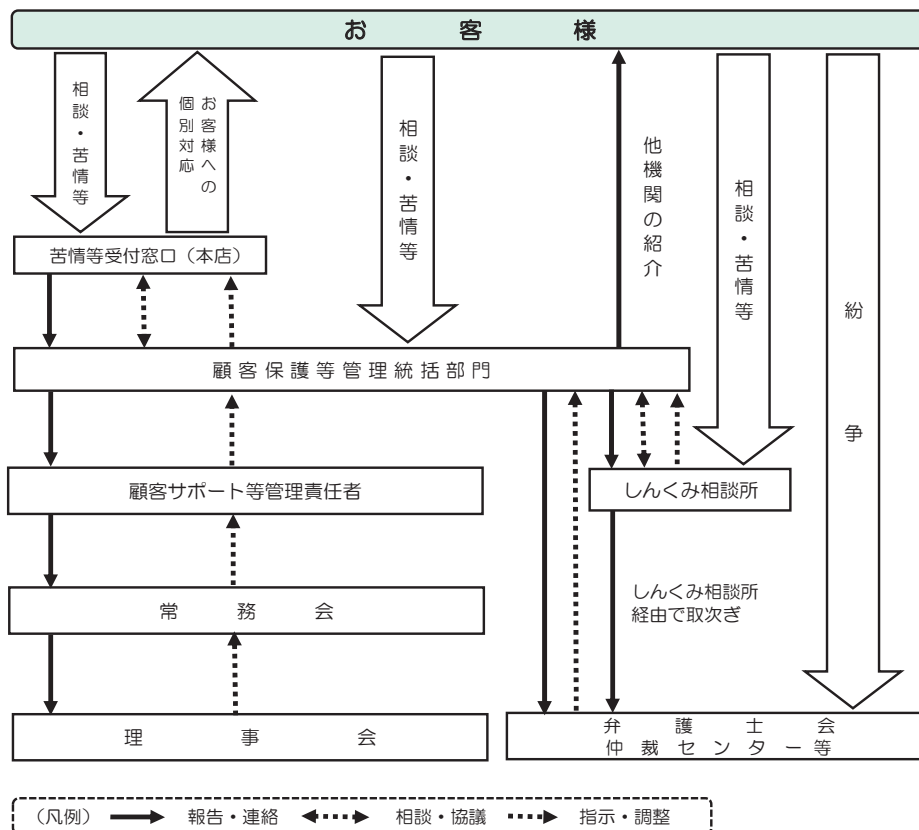 お客様
相談・苦情等
お客様への
個別対応
相談・苦情等
他機関の紹介
相談・苦情等
紛争
苦情等受付窓口（本店）
顧客保護等管理統括部門
顧客サポート等管理責任者
しんくみ相談所
常務会
しんくみ相談所
経由で取次ぎ
理事会
弁護士会
仲裁センター等
（凡例） 報告・連絡 相談・協議 指示・調整